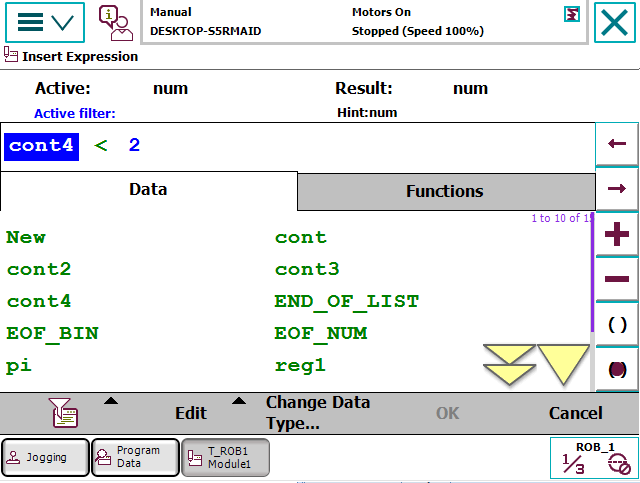 Manual
DESKTOP-S5RMAID
Motors On
Stopped (Speed 100%)
Insert Expression
Active: num Result: num
Active filter: Hint:num
cont4 < 2
Data Functions
1 to 10 of
New cont
cont2 cont3
cont4 END_OF_LIST
EOF_BIN EOF_NUM
pi reg1
( )
Edit Change Data Type... OK Cancel
Jogging
Program
Data
T_ROB1
Module1
ROB_1
1/3